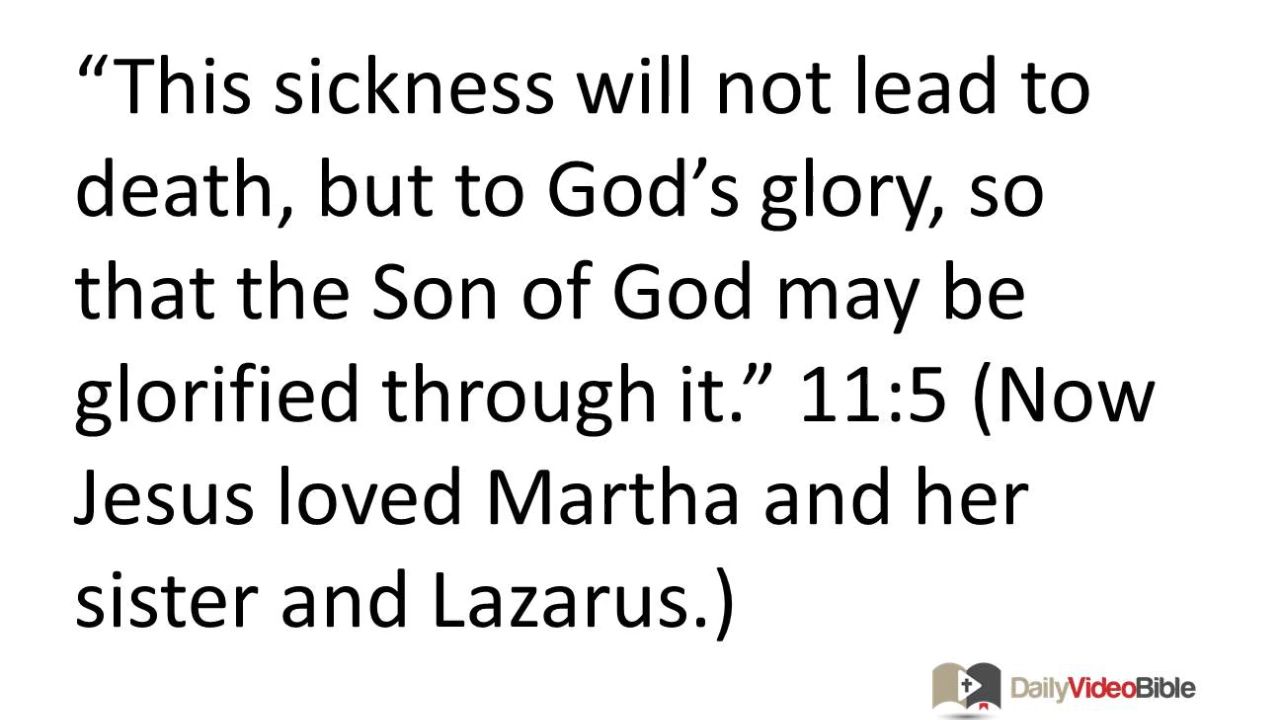 “This sickness will not lead to
death, but to God’s glory, so
that the Son of God may be
glorified through it.” 11:5 (Now
Jesus loved Martha and her
sister and Lazarus.)
DailyVideoBible